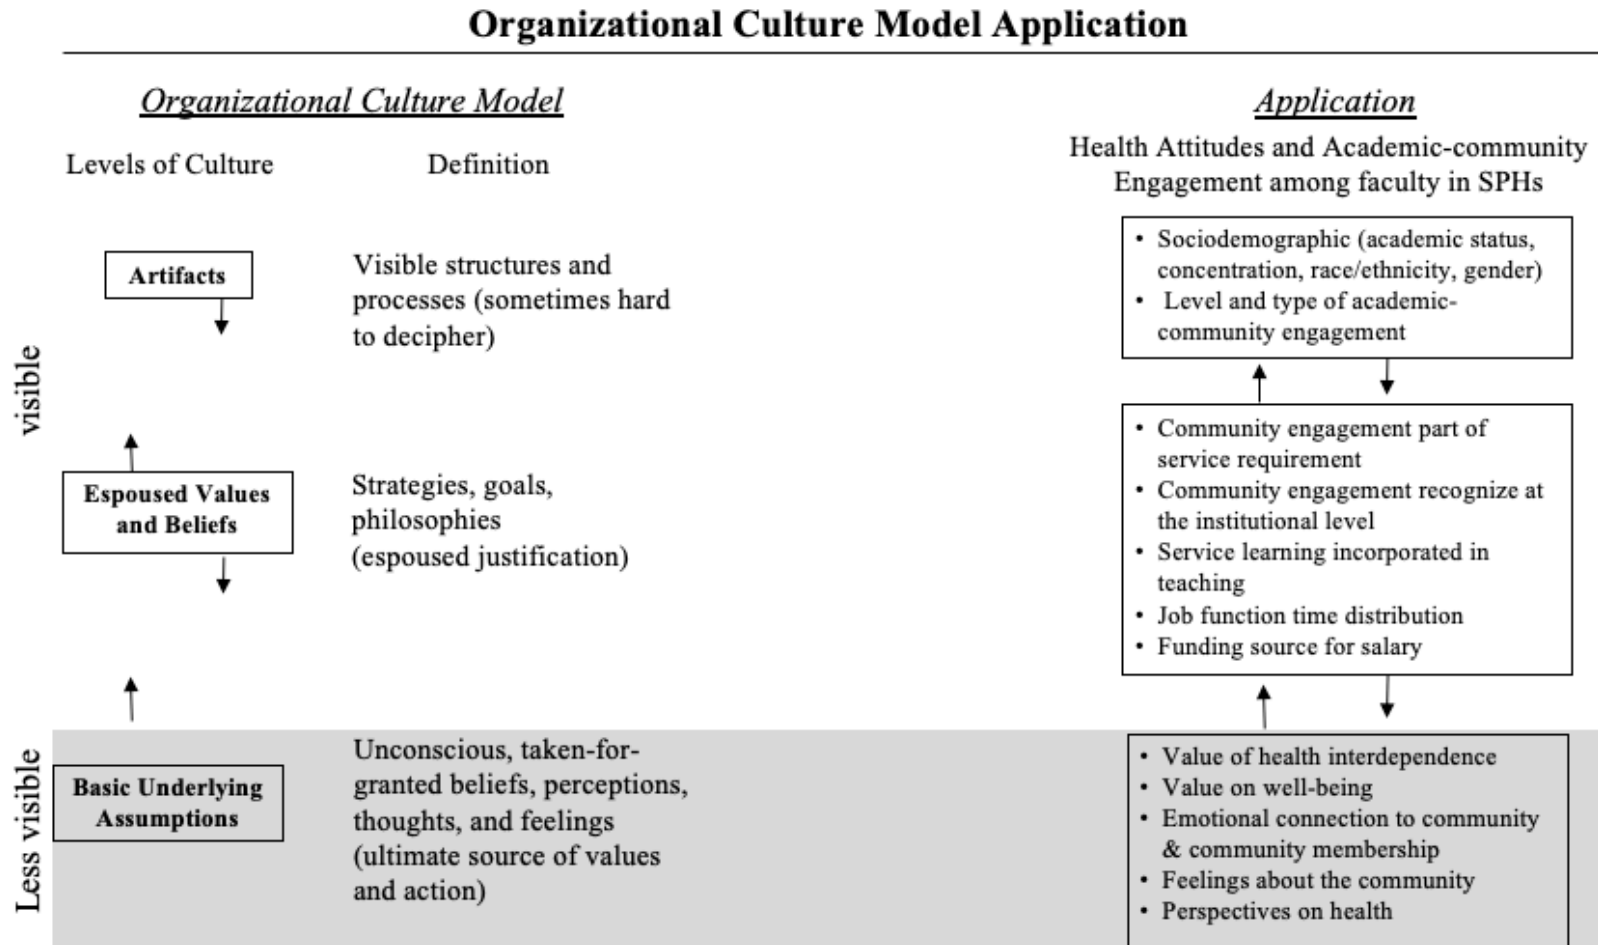 Organizational Culture Model Application
Organizational Culture Model
Application
Levels of Culture
Definition
Health Attitudes and Academic-community
Engagement among faculty in SPHs
visible
Artifacts
Visible structures and
processes (sometimes hard
to decipher)
• Sociodemographic (academic status,
concentration, race/ethnicity, gender)
• Level and type of academic-
community engagement
Espoused Values
and Beliefs
Strategies, goals,
philosophies
(espoused justification)
• Community engagement part of
service requirement
• Community engagement recognize at
the institutional level
• Service learning incorporated in
teaching
• Job function time distribution
• Funding source for salary
Less visible
Basic Underlying
Assumptions
Unconscious, taken-for-
granted beliefs, perceptions,
thoughts, and feelings
(ultimate source of values
and action)
• Value of health interdependence
• Value on well-being
• Emotional connection to community
& community membership
• Feelings about the community
• Perspectives on health